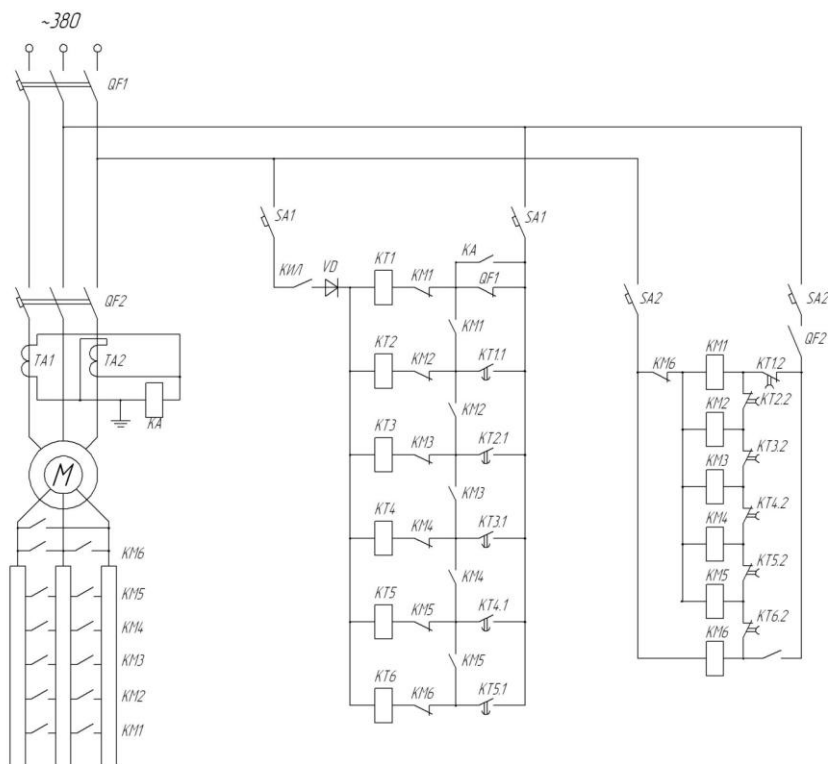 ~380
QF1
SA1
SA1
КИЛ
VD
KT1
KM1
KA
QF1
QF2
TA1
TA2
KA
M
KM1
KT2
KM2
KT1.1
KM2
KT3
KM3
KT2.1
KM3
KT4
KM4
KT3.1
KM4
KT5
KM5
KT4.1
KM5
KT6
KM6
KT5.1
SA2
SA2
QF2
KM6
KM1
KT1.2
KT2.2
KM2
KT3.2
KM3
KT4.2
KM4
KT5.2
KM5
KT6.2
KM6
KM6
KM5
KM4
KM3
KM2
KM1